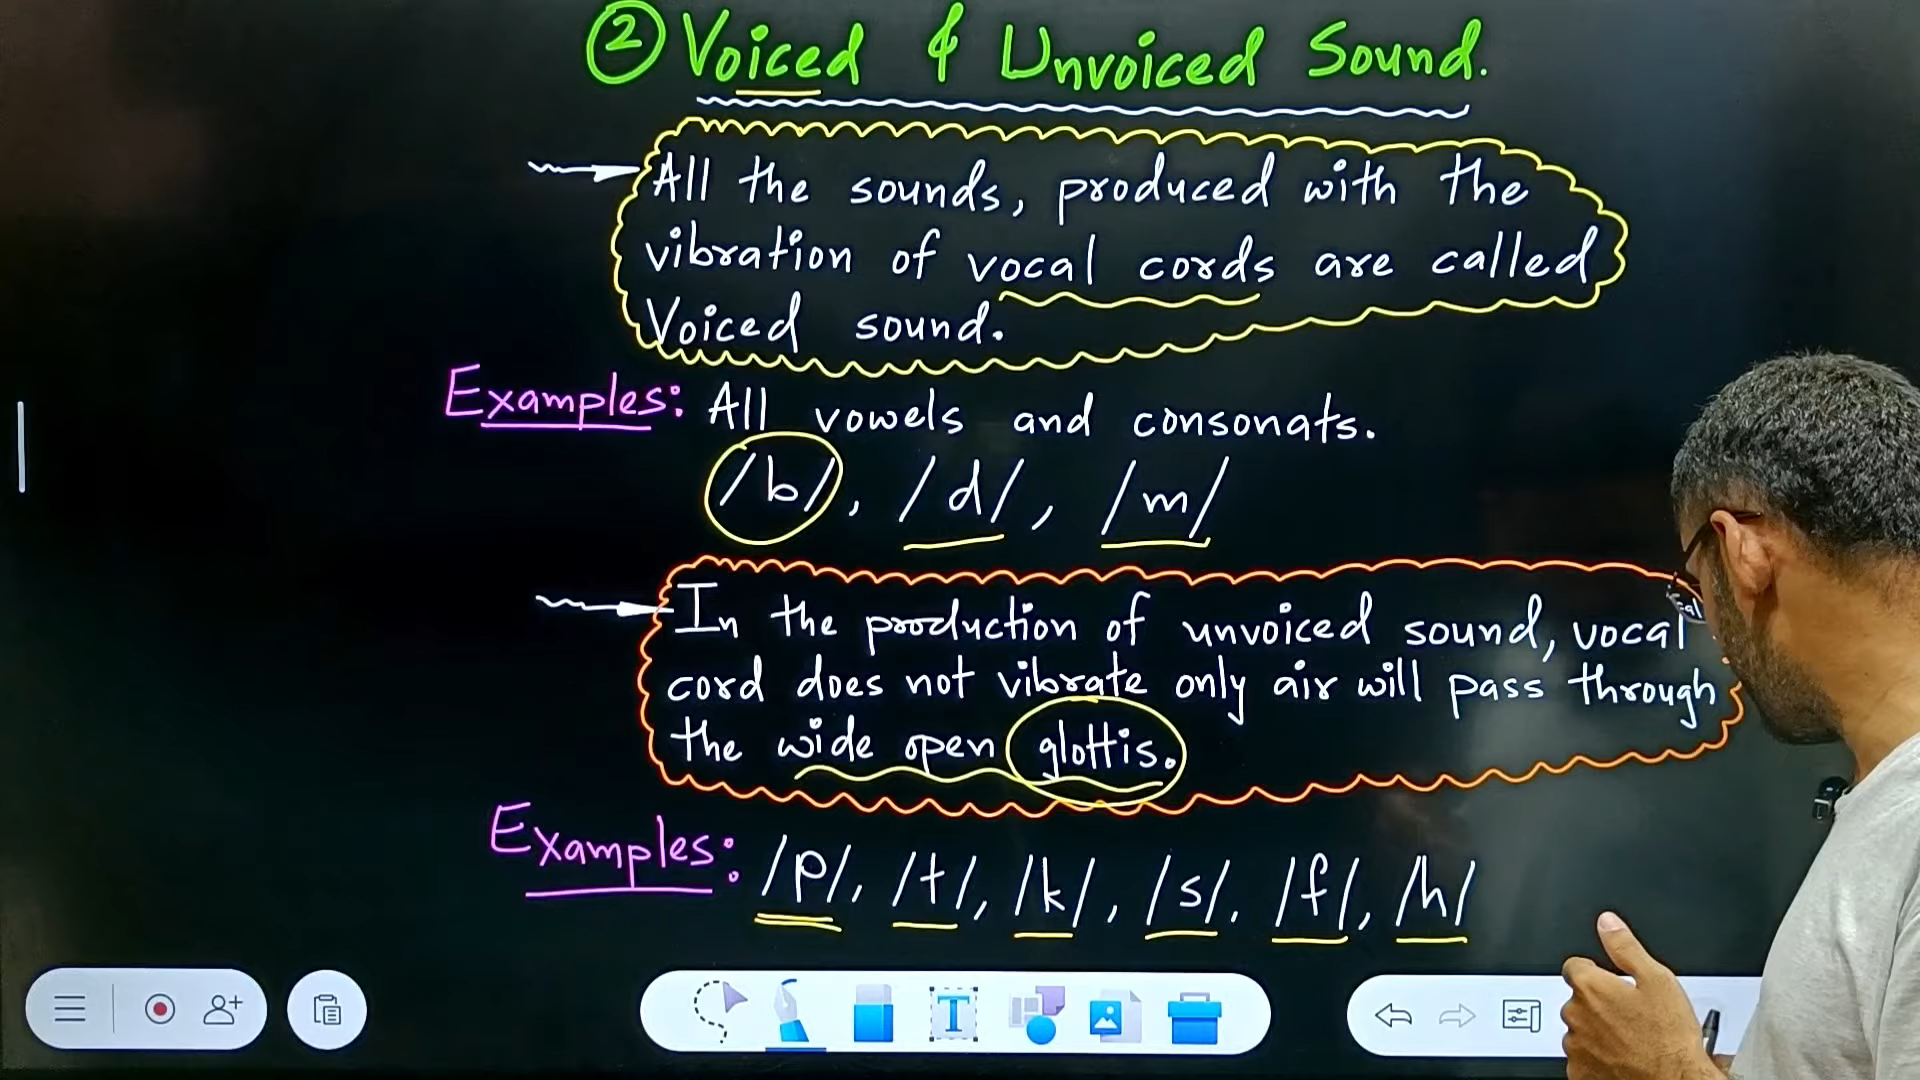 ② Voiced & Unvoiced Sound.
All the sounds, produced with the
vibration of vocal cords are called
Voiced sound.
Examples: All vowels and consonats.
/b/, /d/, /m/
In the production of unvoiced sound, vocal
cord does not vibrate only air will pass through
the wide open glottis.
Examples: /p/, /t/, /k/, /s/. /f/, /h/
T